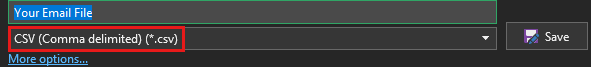 Your Email File
CSV (Comma delimited) (*.csv)
Save
More options...